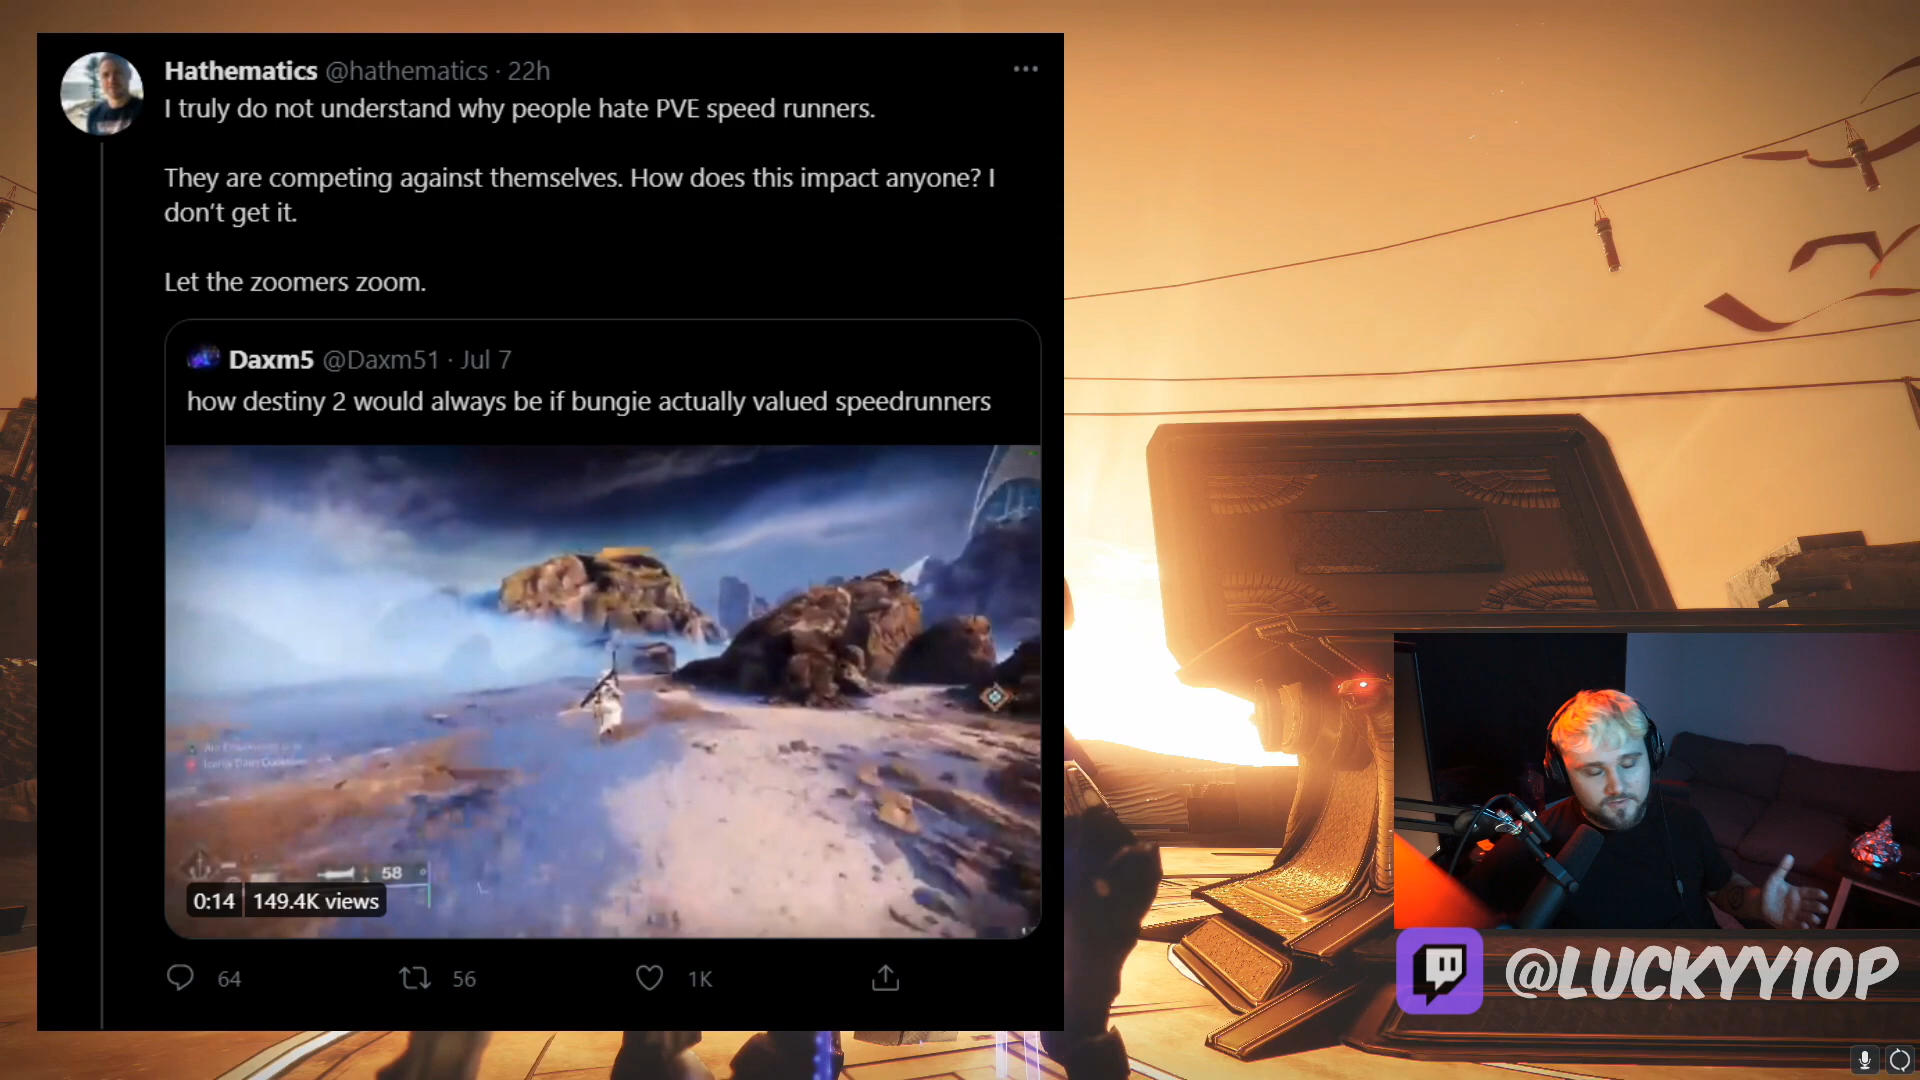 Hathematics @hathematics · 22h
I truly do not understand why people hate PVE speed runners.
They are competing against themselves. How does this impact anyone? I
don't get it.
Let the zoomers zoom.
Daxm5 @Daxm51 · Jul 7
how destiny 2 would always be if bungie actually valued speedrunners
58
0:14 149.4K views
64 56 1K
@LUCKYY10P